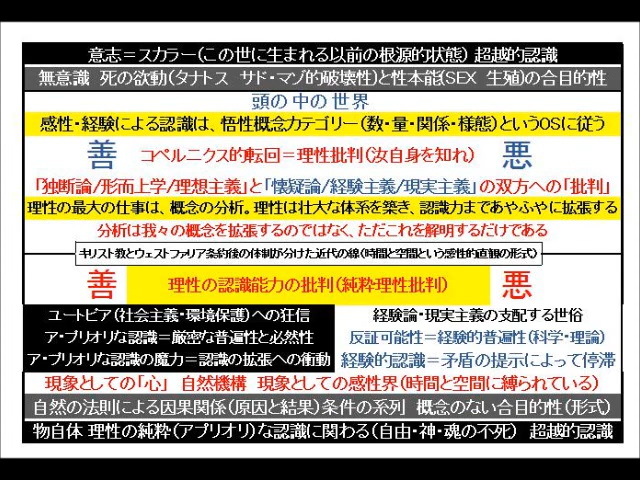 意志＝スカラー（この世に生まれる以前の根源的状態） 超越的認識
無意識 死の欲動（タナトス サド・マゾ的破壊性）と性本能（SEX 生殖）の合目的性
頭の中の世界
感性・経験による認識は、悟性概念カテゴリー（数・量・関係・様態）というOSに従う
善 コペルニクス的転回＝理性批判（汝自身を知れ） 悪
「独断論/形而上学/理想主義」と「懐疑論/経験主義/現実主義」の双方への「批判」
理性の最大の仕事は、概念の分析。理性は壮大な体系を築き、認識力まであやふやに拡張する
分析は我々の概念を拡張するのではなく、ただこれを解明するだけである
キリスト教とウェストファリア条約後の体制が分けた近代の線（時間と空間という感性的直観の形式）
善 理性の認識能力の批判（純粋理性批判） 悪
ユートピア（社会主義・環境保護）への狂信 経験論・現実主義の支配する世俗
ア・プリオリな認識＝厳密な普遍性と必然性 反証可能性＝経験的普遍性（科学・理論）
ア・プリオリな認識の魔力＝認識の拡張への衝動 経験的認識＝矛盾の提示によって停滞
現象としての「心」 自然機構 現象としての感性界（時間と空間に縛られている）
自然の法則による因果関係（原因と結果）条件の系列 概念のない合目的性（形式）
物自体 理性の純粋（アプリオリ）な認識に関わる（自由・神・魂の不死） 超越的認識